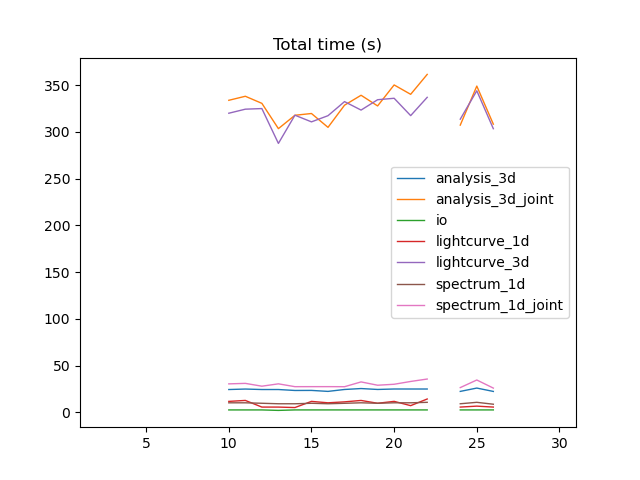 Total time (s)
350
300
250
200
150
100
50
0
analysis_3d
analysis_3d_joint
io
lightcurve_1d
lightcurve_3d
spectrum_1d
spectrum_1d_joint
5 10 15 20 25 30